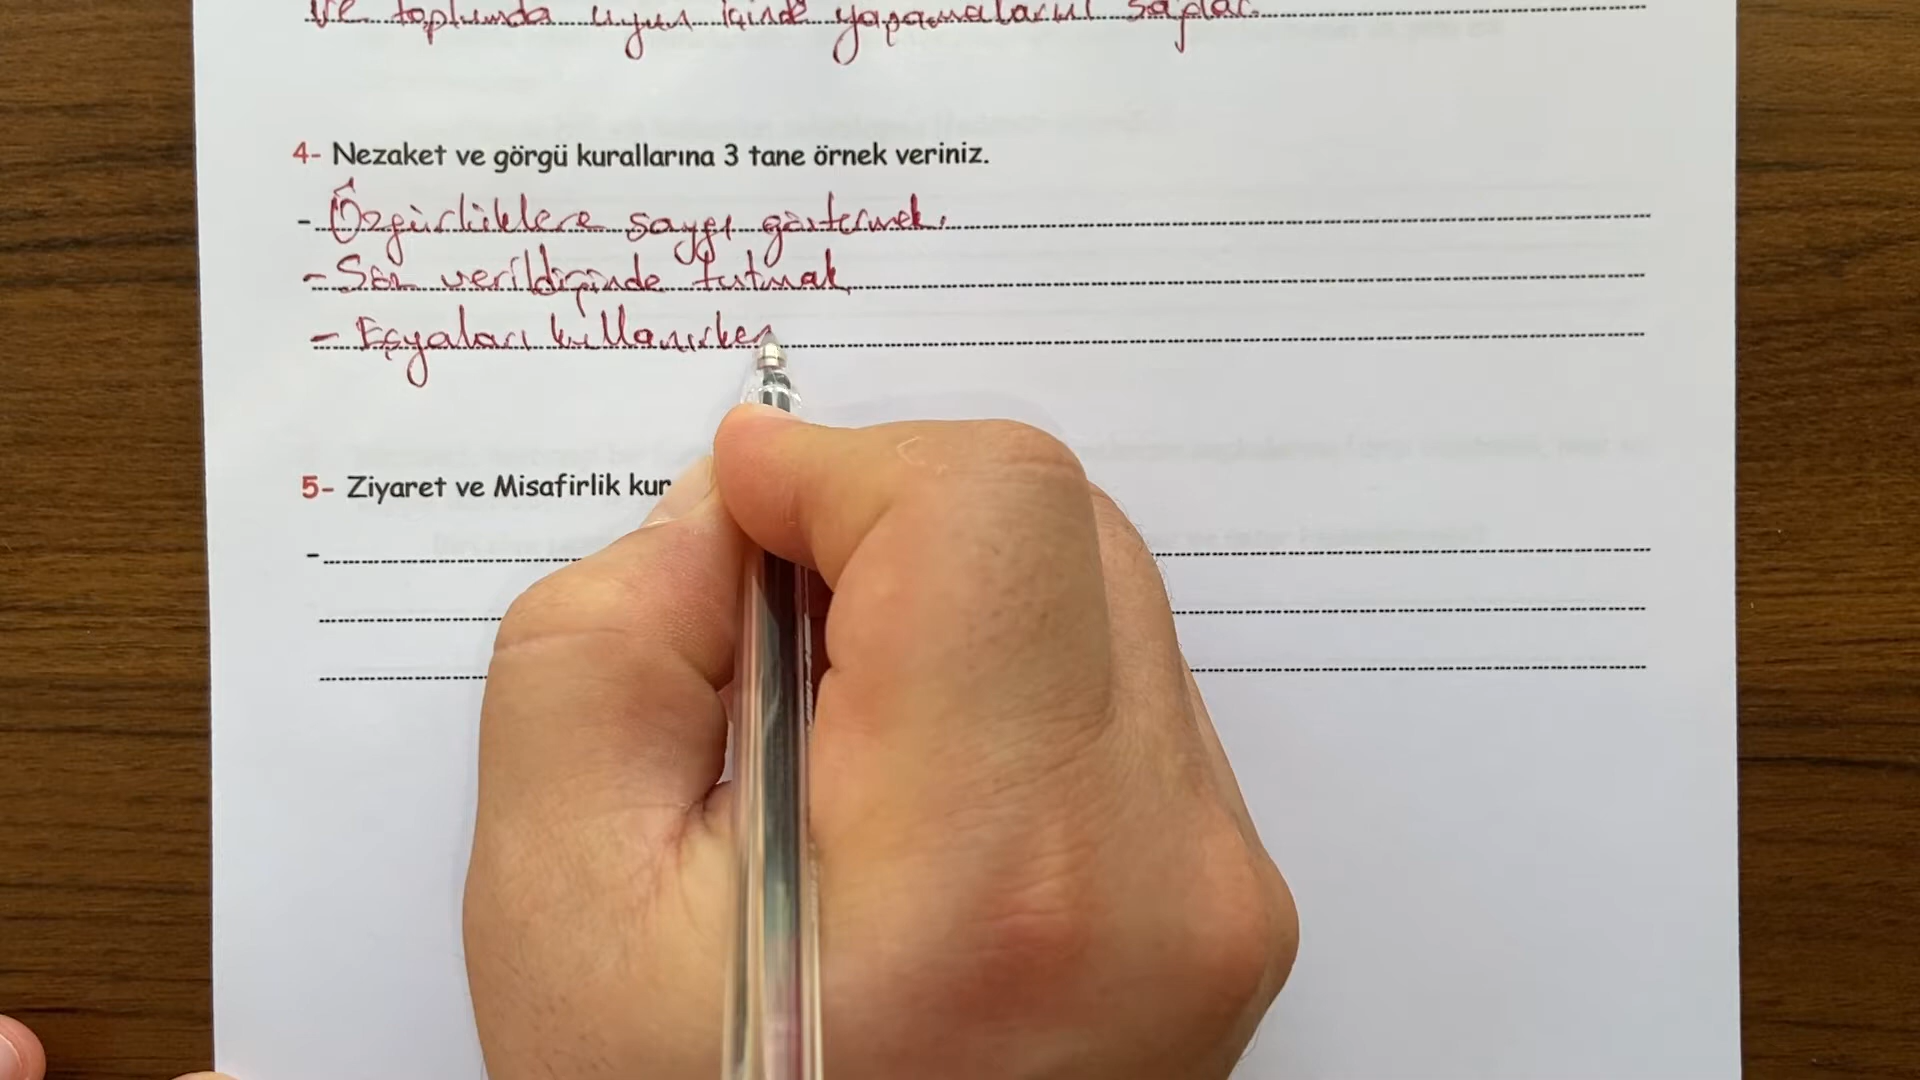 ve toplumda uyum içinde yaşamalarını sağlar.
4- Nezaket ve görgü kurallarına 3 tane örnek veriniz.
- Özgürlüklere saygı göstermek.
- Söz verildiğinde tutmak
- Eşyaları kullanırken
5- Ziyaret ve Misafirlik kur
-